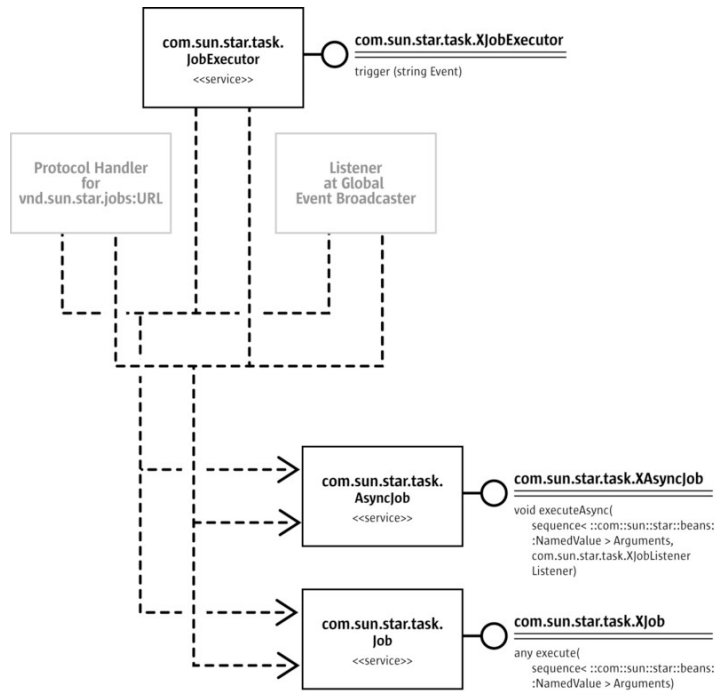 com.sun.star.task.
JobExecutor
<<service>>
com.sun.star.task.XJobExecutor
trigger (string Event)
Protocol Handler
for
vnd.sun.star.jobs:URL
Listener
at Global
Event Broadcaster
com.sun.star.task.
AsyncJob
<<service>>
com.sun.star.task.XAsyncJob
void executeAsync(
sequence< ::com::sun::star::beans:
:NamedValue > Arguments,
com.sun.star.task.XJobListener
Listener)
com.sun.star.task.
Job
<<service>>
com.sun.star.task.XJob
any execute(
sequence< ::com::sun::star::beans:
:NamedValue > Arguments)